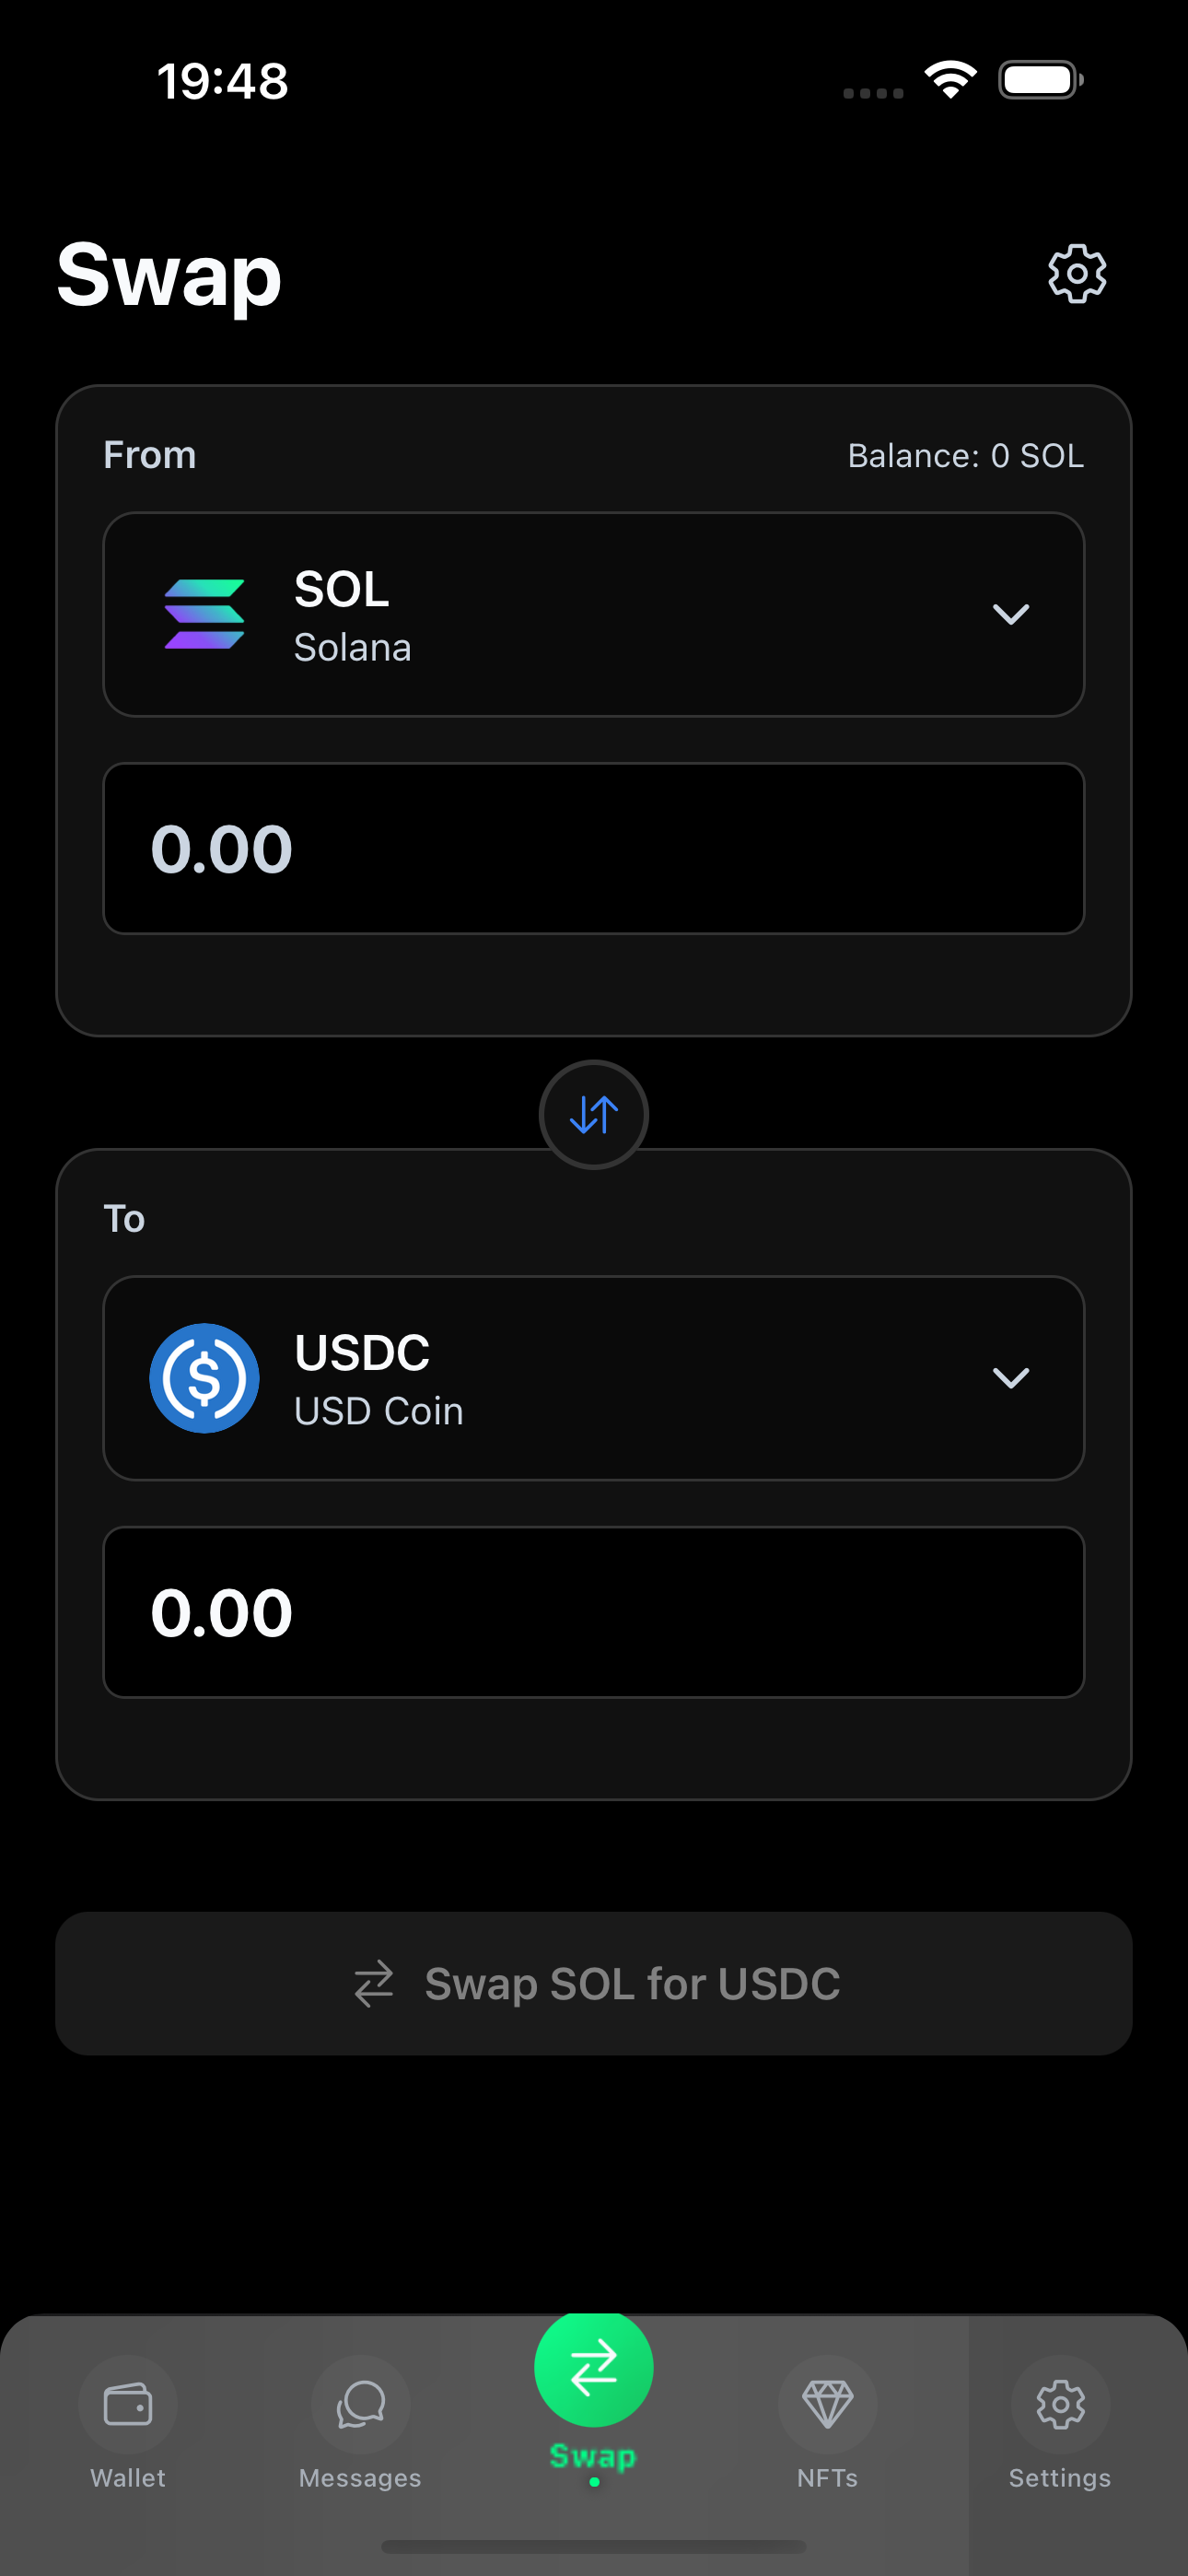 19:48
Swap
From
Balance: 0 SOL
SOL
Solana
0.00
To
USDC
USD Coin
0.00
Swap SOL for USDC
Wallet
Messages
Swap
NFTs
Settings